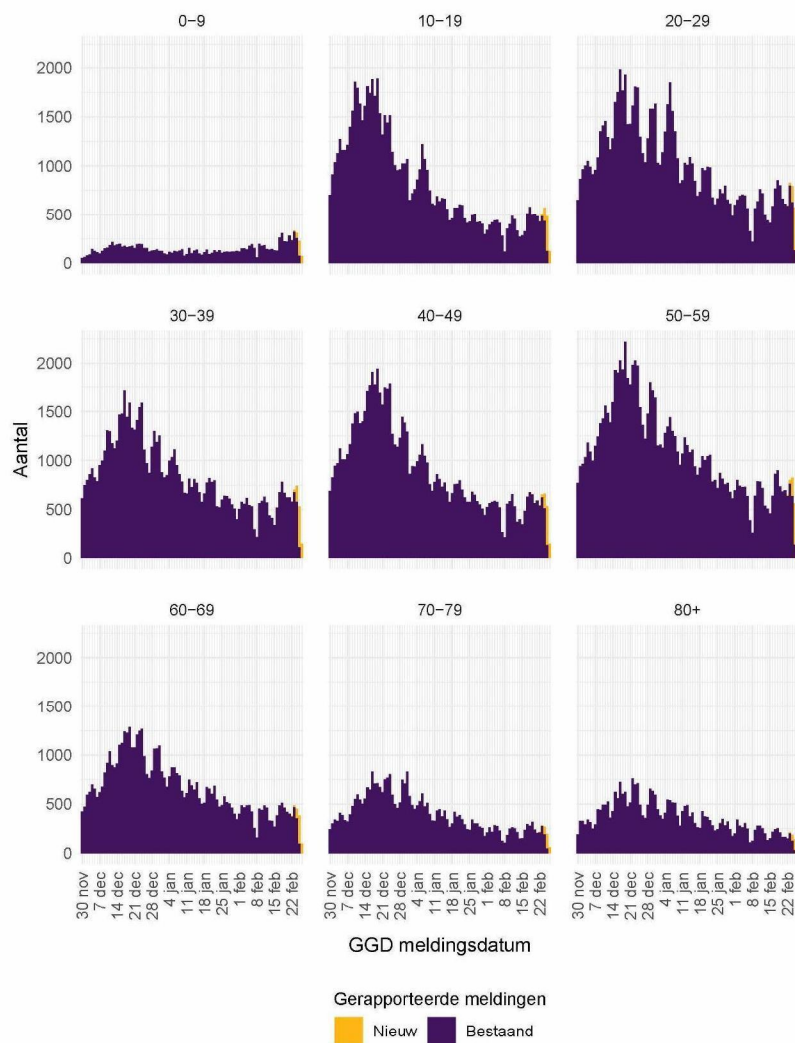 0−9 10−19 20−29
2000
1500
1000
500
0
30−39 40−49 50−59
2000
1500
1000
500
0
Aantal
60−69 70−79 80+
2000
1500
1000
500
0
30 nov 7 dec 14 dec 21 dec 28 dec 4 jan 11 jan 18 jan 25 jan 1 feb 8 feb 15 feb 22 feb 30 nov 7 dec 14 dec 21 dec 28 dec 4 jan 11 jan 18 jan 25 jan 1 feb 8 feb 15 feb 22 feb 30 nov 7 dec 14 dec 21 dec 28 dec 4 jan 11 jan 18 jan 25 jan 1 feb 8 feb 15 feb 22 feb
GGD meldingsdatum
Gerapporteerde meldingen
Nieuw Bestaand